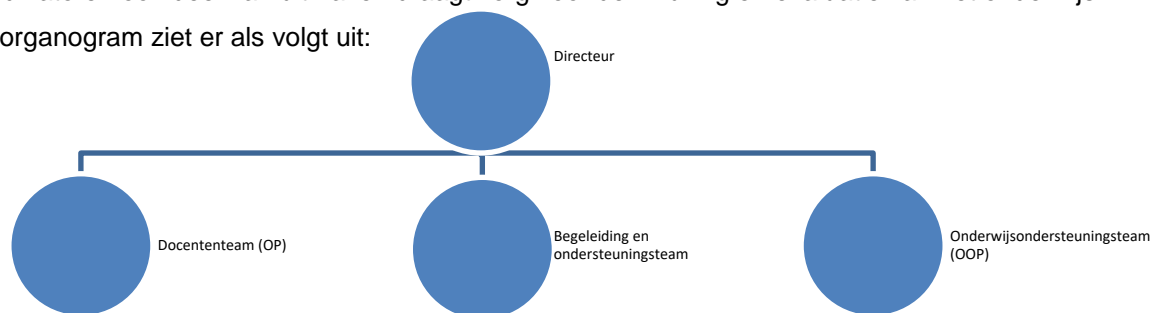 organogram ziet er als volgt uit:
Directeur
Docententeam (OP)
Begeleiding en
ondersteuningsteam
Onderwijsondersteuningsteam
(OOP)